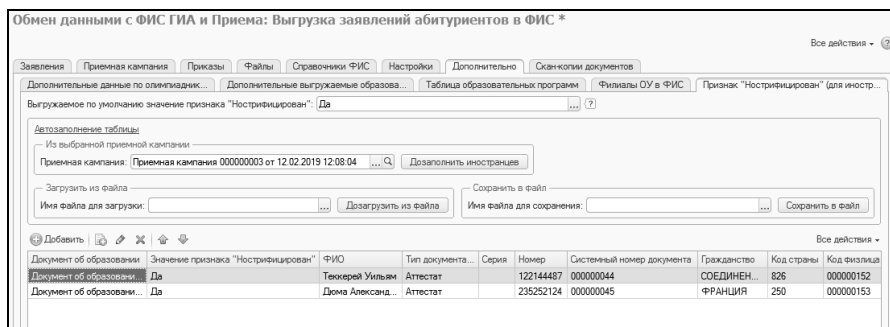 Обмен данными с ФИС ГИА и Приема: Выгрузка заявлений абитуриентов в ФИС *
Все действия ?
Заявления Приемная кампания Приказы Файлы Справочники ФИС Настройки Дополнительно Скан-копии документов
Дополнительные данные по олимпиадник... Дополнительные выгружаемые образова... Таблица образовательных программ Филиалы ОУ в ФИС Признак "Нострифицирован" (для иностр...
Выгружаемое по умолчанию значение признака "Нострифицирован": Да ... ?
Автозаполнение таблицы
Из выбранной приемной кампании
Приемная кампания: Приемная кампания 000000003 от 12.02.2019 12:08:04 ... Дозаполнить иностранцев
Загрузить из файла Сохранить в файл
Имя файла для загрузки: ... Дозагрузить из файла Имя файла для сохранения: ... Сохранить в файл
Добавить Все действия
Документ об образовании Значение признака "Нострифицирован" ФИО Тип документа... Серия Номер Системный номер документа Гражданство Код страны Код физлица
Документ об образовани... Да Теккерей Уильям Аттестат 122144487 000000044 СОЕДИНЕН... 826 000000152
Документ об образовани... Да Дюма Александ... Аттестат 235252124 000000045 ФРАНЦИЯ 250 000000153